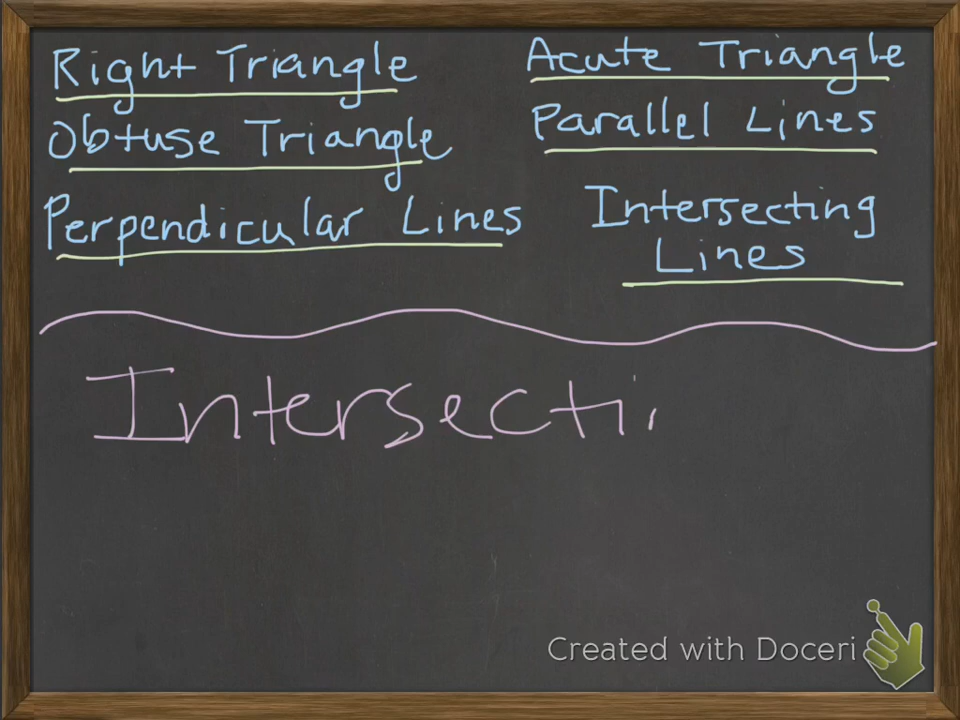 Right Triangle
Obtuse Triangle
Perpendicular Lines
Acute Triangle
Parallel Lines
Intersecting
Lines
Intersecti
Created with Doceri